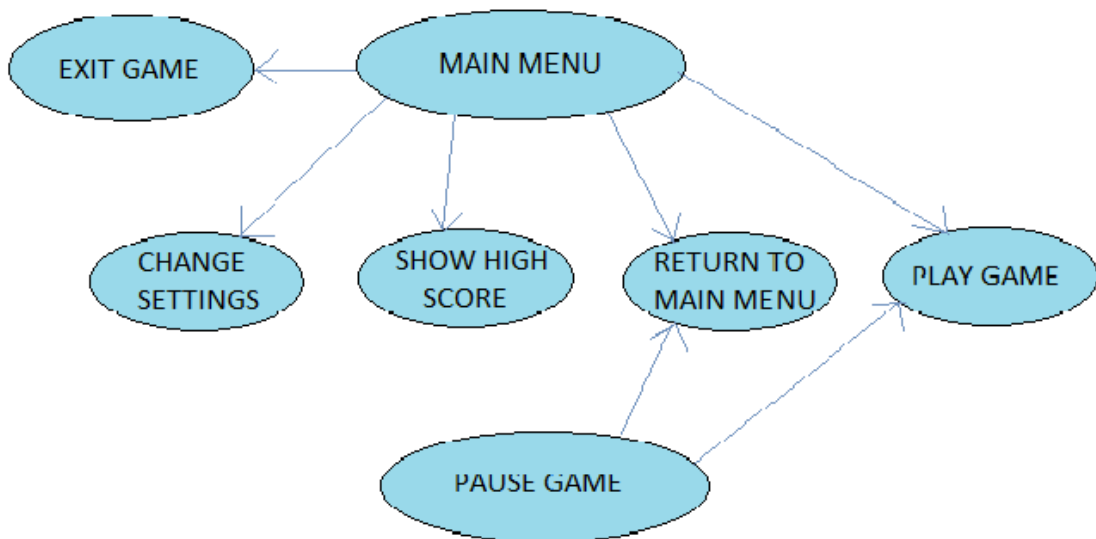 EXIT GAME
MAIN MENU
CHANGE
SETTINGS
SHOW HIGH
SCORE
RETURN TO
MAIN MENU
PLAY GAME
PAUSE GAME